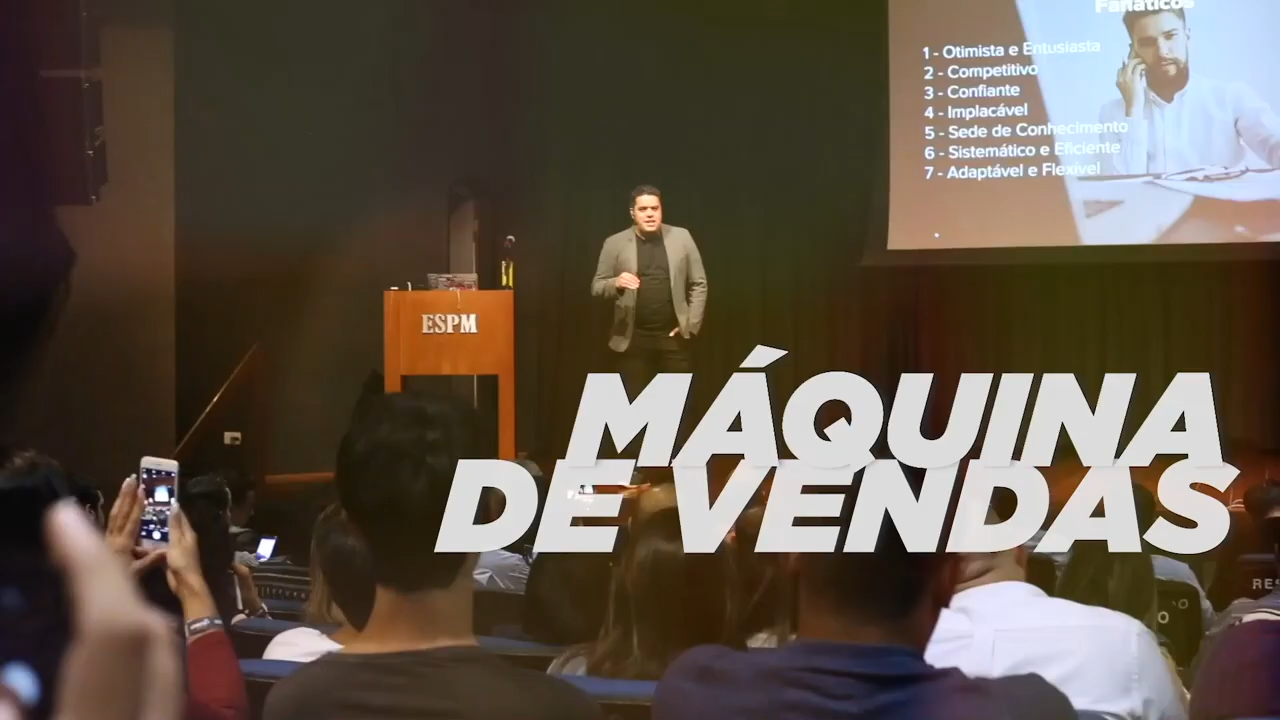 Fanáticos
1 - Otimista e Entusiasta
2 - Competitivo
3 - Confiante
4 - Implacável
5 - Sede de Conhecimento
6 - Sistemático e Eficiente
7 - Adaptável e Flexível
ESPM
MÁQUINA
DE VENDAS